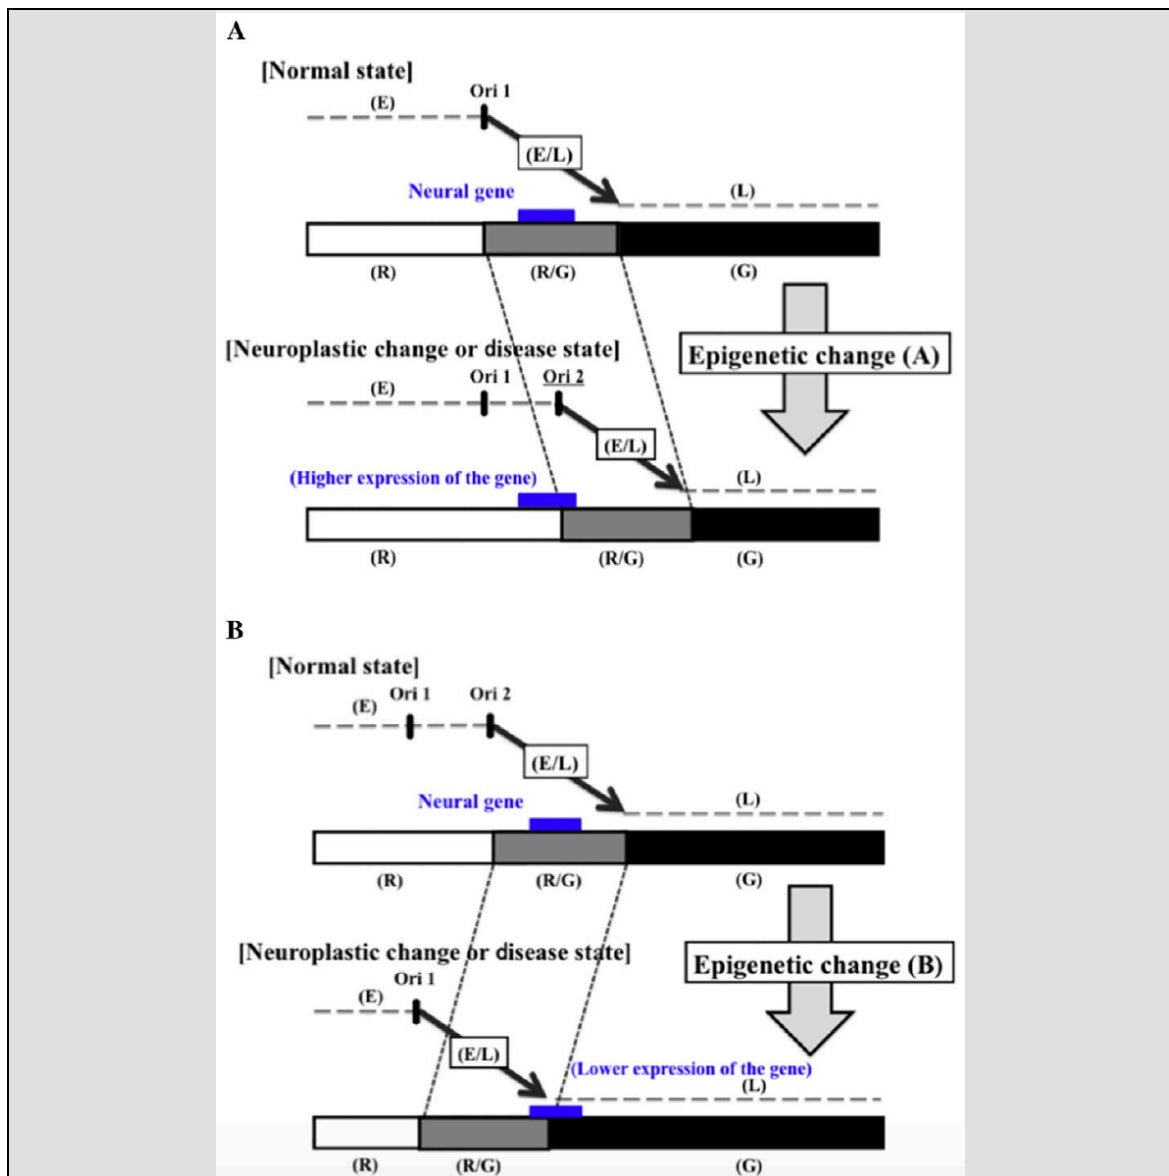 A
[Normal state]
Ori 1
(E)
(E/L)
Neural gene
(L)
(R)
(R/G)
(G)
[Neuroplastic change or disease state]
Epigenetic change (A)
Ori 1
Ori 2
(E)
(E/L)
(Higher expression of the gene)
(L)
(R)
(R/G)
(G)
B
[Normal state]
Ori 1
Ori 2
(E)
(E/L)
Neural gene
(L)
(R)
(R/G)
(G)
[Neuroplastic change or disease state]
Epigenetic change (B)
Ori 1
(E)
(E/L)
(Lower expression of the gene)
(L)
(R)
(R/G)
(G)